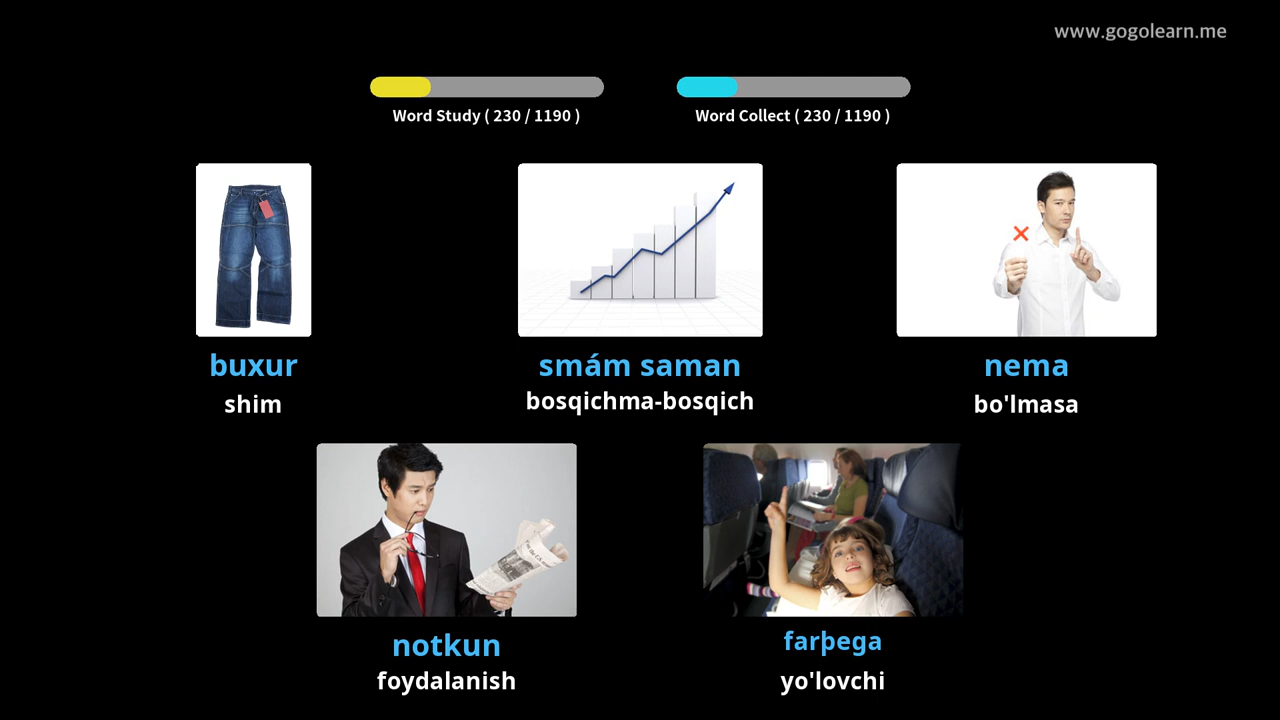 www.gogolearn.me
Word Study ( 230 / 1190 )
Word Collect ( 230 / 1190 )
buxur
shim
smám saman
bosqichma-bosqich
nema
bo'lmasa
notkun
foydalanish
farþega
yo'lovchi